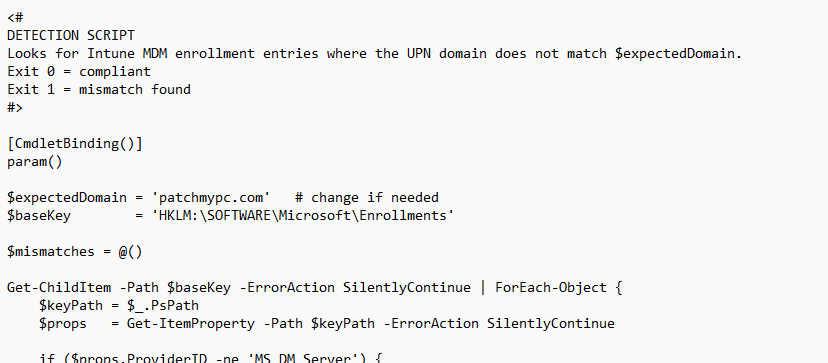 <#
DETECTION SCRIPT
Looks for Intune MDM enrollment entries where the UPN domain does not match $expectedDomain.
Exit 0 = compliant
Exit 1 = mismatch found
#>

[CmdletBinding()]
param()

$expectedDomain = 'patchmypc.com'   # change if needed
$baseKey        = 'HKLM:\SOFTWARE\Microsoft\Enrollments'

$mismatches = @()

Get-ChildItem -Path $baseKey -ErrorAction SilentlyContinue | ForEach-Object {
    $keyPath = $_.PsPath
    $props   = Get-ItemProperty -Path $keyPath -ErrorAction SilentlyContinue

    if ($props.ProviderID -ne 'MS DM Server') {